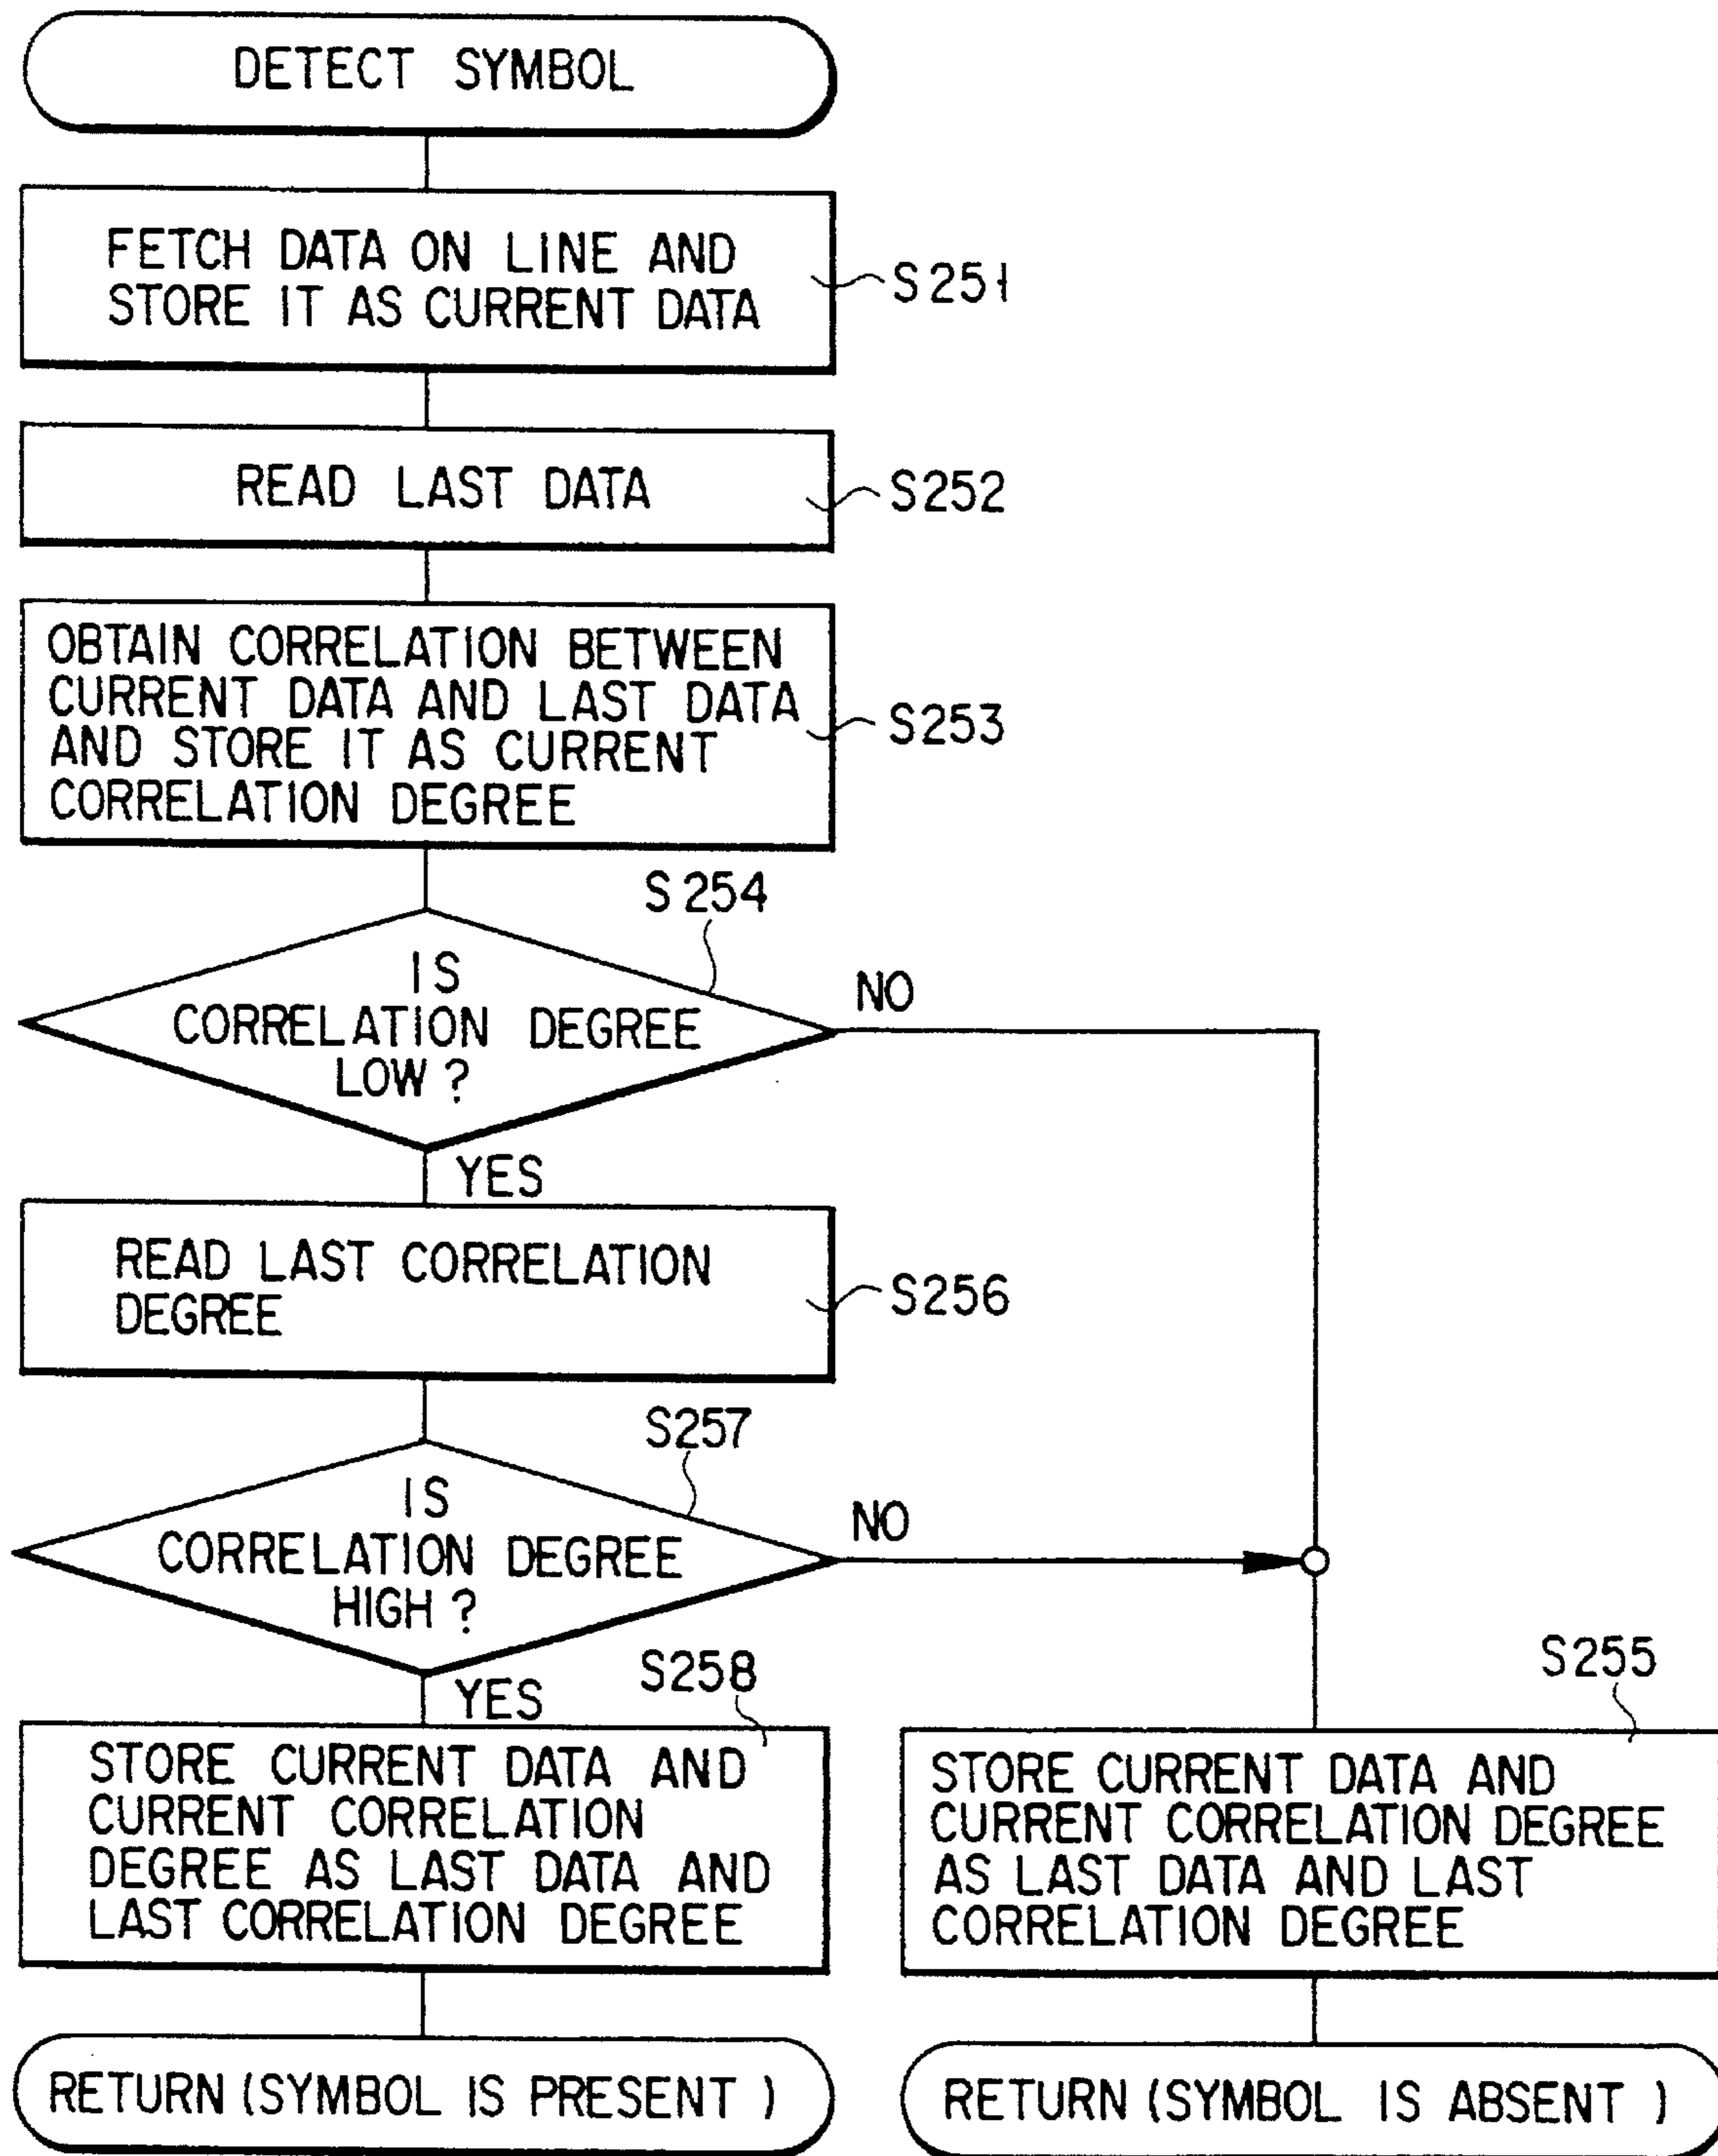 DETECT SYMBOL
FETCH DATA ON LINE AND
STORE IT AS CURRENT DATA
S251
READ LAST DATA
S252
OBTAIN CORRELATION BETWEEN
CURRENT DATA AND LAST DATA
AND STORE IT AS CURRENT
CORRELATION DEGREE
S253
S254
IS
CORRELATION DEGREE
LOW ?
NO
YES
READ LAST CORRELATION
DEGREE
S256
S257
IS
CORRELATION DEGREE
HIGH ?
NO
YES
S258
STORE CURRENT DATA AND
CURRENT CORRELATION
DEGREE AS LAST DATA AND
LAST CORRELATION DEGREE
S255
STORE CURRENT DATA AND
CURRENT CORRELATION DEGREE
AS LAST DATA AND LAST
CORRELATION DEGREE
RETURN (SYMBOL IS PRESENT )
RETURN (SYMBOL IS ABSENT )